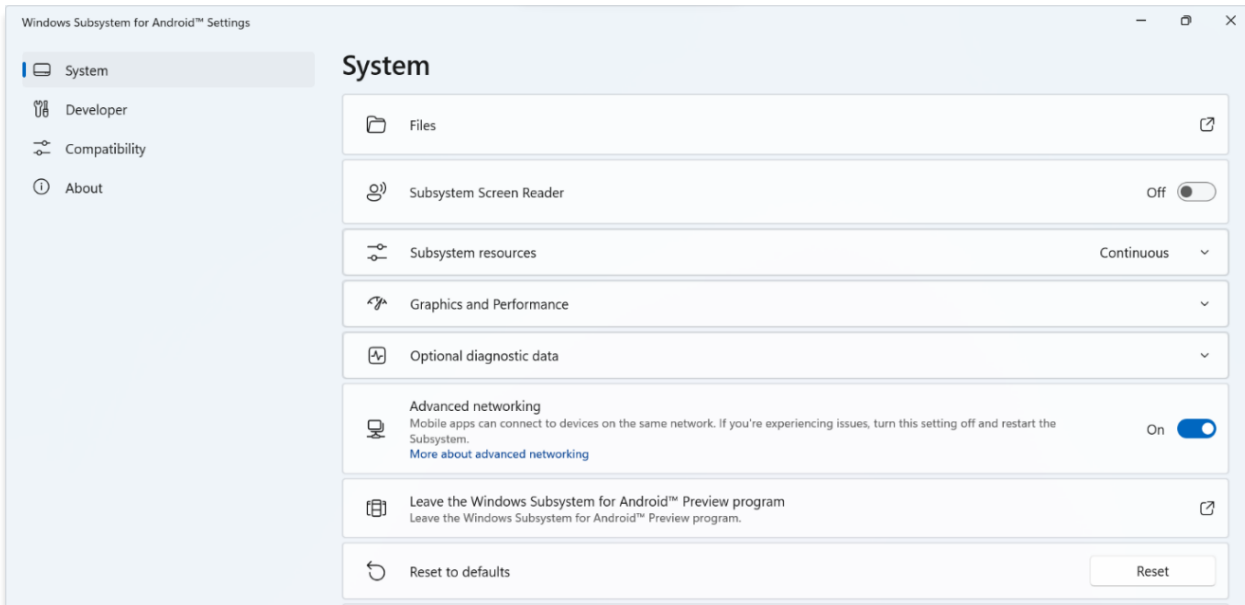 Windows Subsystem for Android™ Settings
System
Developer
Compatibility
About
System
Files
Subsystem Screen Reader
Off
Subsystem resources
Continuous
Graphics and Performance
Optional diagnostic data
Advanced networking
Mobile apps can connect to devices on the same network. If you're experiencing issues, turn this setting off and restart the
Subsystem.
More about advanced networking
On
Leave the Windows Subsystem for Android™ Preview program
Leave the Windows Subsystem for Android™ Preview program.
Reset to defaults
Reset